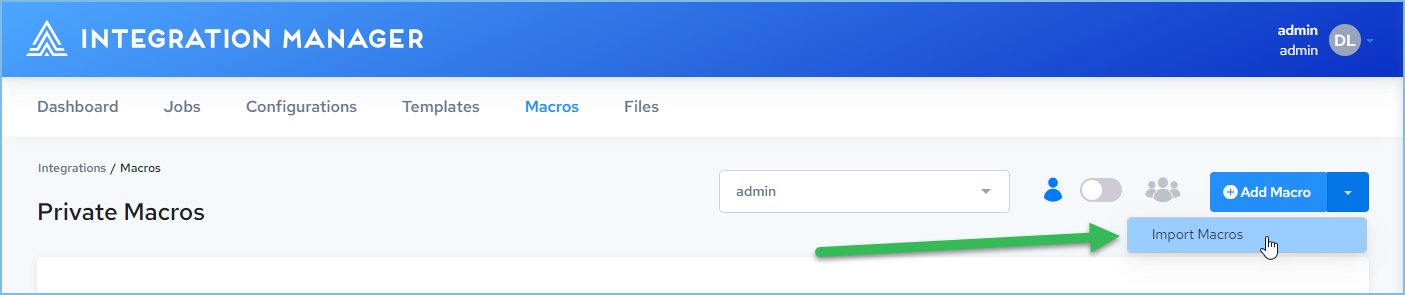 INTEGRATION MANAGER
admin
admin
DL
Dashboard Jobs Configurations Templates Macros Files
Integrations / Macros
Private Macros
admin
Add Macro
Import Macros